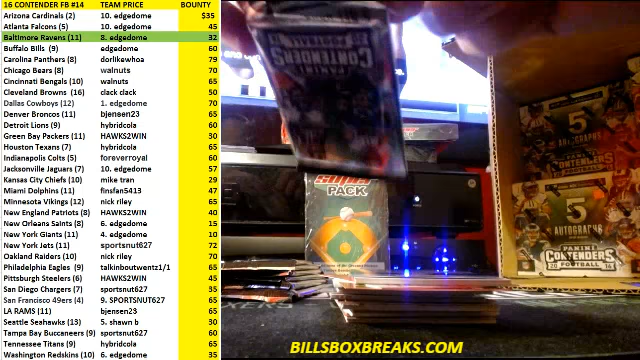 16 CONTENDER FB #14 TEAM PRICE BOUNTY
Arizona Cardinals (2) 10. edgedome $35
Atlanta Falcons (5) 10. edgedome 45
Baltimore Ravens (11) 8. edgedome 32
Buffalo Bills (9) edgedome 60
Carolina Panthers (8) dorlikewhoa 79
Chicago Bears (8) walnuts 70
Cincinnati Bengals (10) walnuts 65
Cleveland Browns (16) clack clack 50
Dallas Cowboys (12) 1. edgedome 70
Denver Broncos (11) bjensen23 65
Detroit Lions (9) hybridcola 60
Green Bay Packers (11) HAWKS2WIN 30
Houston Texans (7) hybridcola 65
Indianapolis Colts (5) foreverroyal 60
Jacksonville Jaguars (7) 10. edgedome 57
Kansas City Chiefs (10) mike tran 29
Miami Dolphins (11) finsfan5413 47
Minnesota Vikings (12) nick riley 65
New England Patriots (8) HAWKS2WIN 40
New Orleans Saints (8) 6. edgedome 15
New York Giants (11) 4. edgedome 10
New York Jets (11) sportsnut627 72
Oakland Raiders (10) nick riley 70
Philadelphia Eagles (9) talkinboutwentz1/1 65
Pittsburgh Steelers (6) HAWKS2WIN 45
San Diego Chargers (7) sportsnut627 65
San Francisco 49ers (4) 9. SPORTSNUT627 35
LA RAMS (11) bjensen23 65
Seattle Seahawks (13) 5. shawn b 30
Tampa Bay Buccaneers (9) sportsnut627 60
Tennessee Titans (9) hybridcola 65
Washington Redskins (10) 6. edgedome 35
PANINI
CONTENDERS
FOOTBALL
PACK
5
AUTOGRAPHS
5
AUTOGRAPHS
PANINI
CONTENDERS
FOOTBALL
BILLSBOXBREAKS.COM